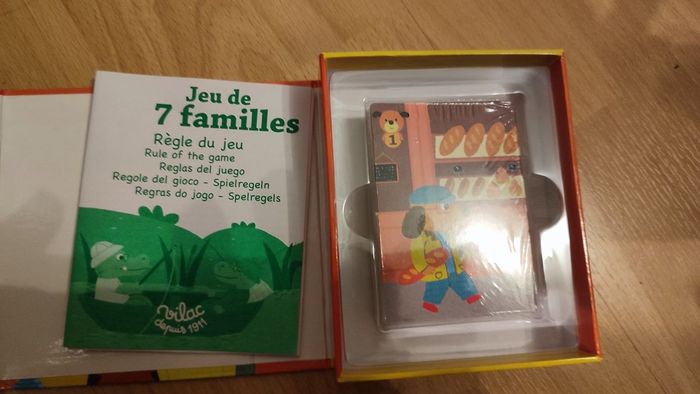 Jeu de
7 familles
Règle du jeu
Rule of the game
Reglas del juego
Regole del gioco - Spielregeln
Regras do jogo - Spelregels
Vilac
depuis 1911
1